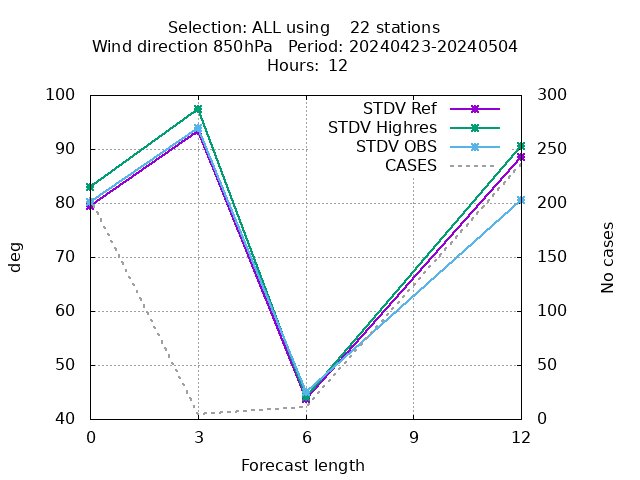 Selection: ALL using    22 stations
Wind direction 850hPa   Period: 20240423-20240504
Hours: 12
100
90
80
70
60
50
40
300
250
200
150
100
50
0
STDV Ref
STDV Highres
STDV OBS
CASES
deg
No cases
0 3 6 9 12
Forecast length